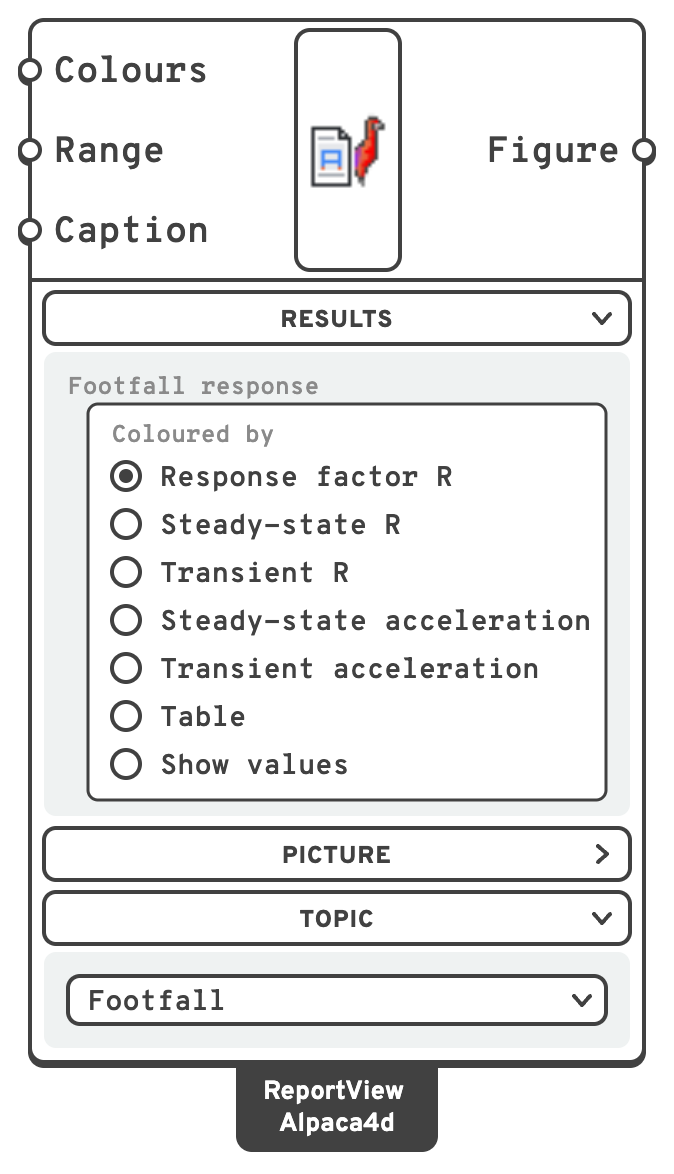 Colours
Range
Caption
Figure
RESULTS
Footfall response
Coloured by
Response factor R
Steady-state R
Transient R
Steady-state acceleration
Transient acceleration
Table
Show values
PICTURE
TOPIC
Footfall
ReportView
Alpaca4d